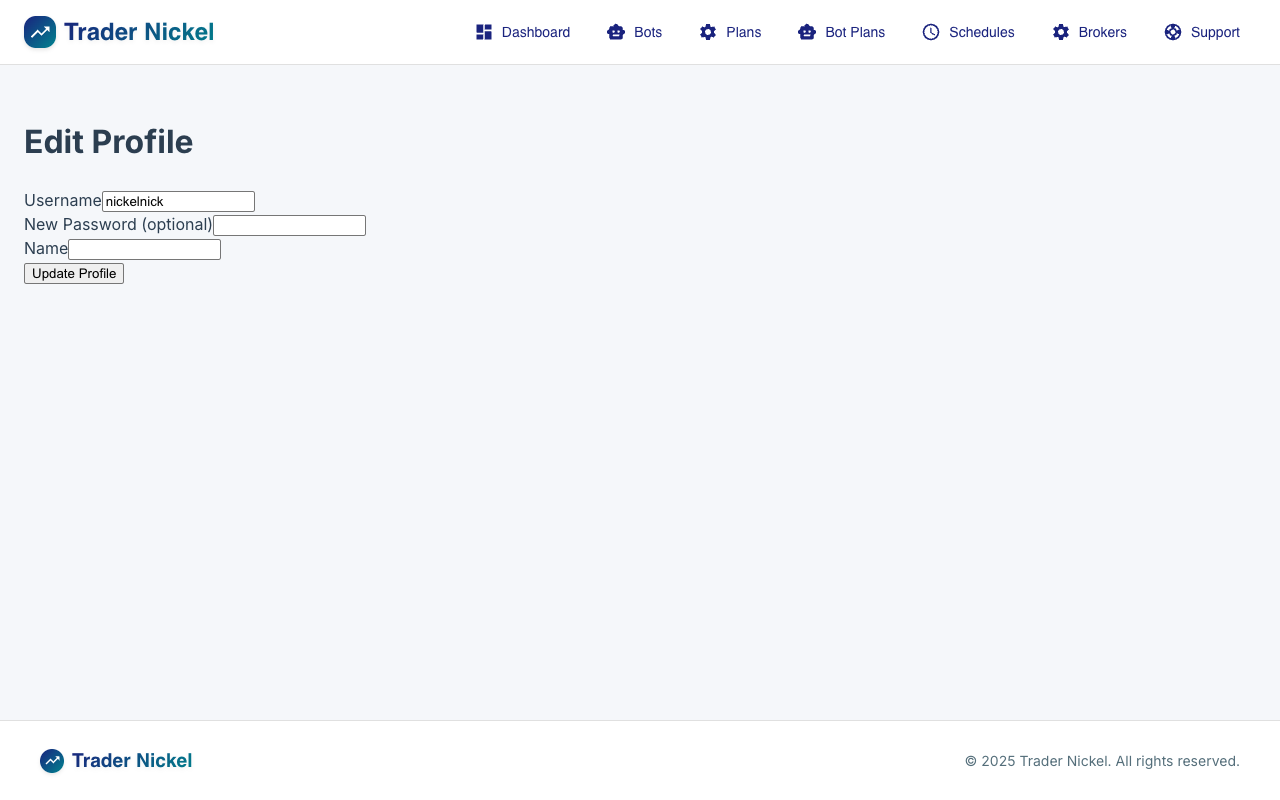 Trader Nickel
Dashboard
Bots
Plans
Bot Plans
Schedules
Brokers
Support
Edit Profile
Username nickelnick
New Password (optional)
Name
Update Profile
Trader Nickel
© 2025 Trader Nickel. All rights reserved.